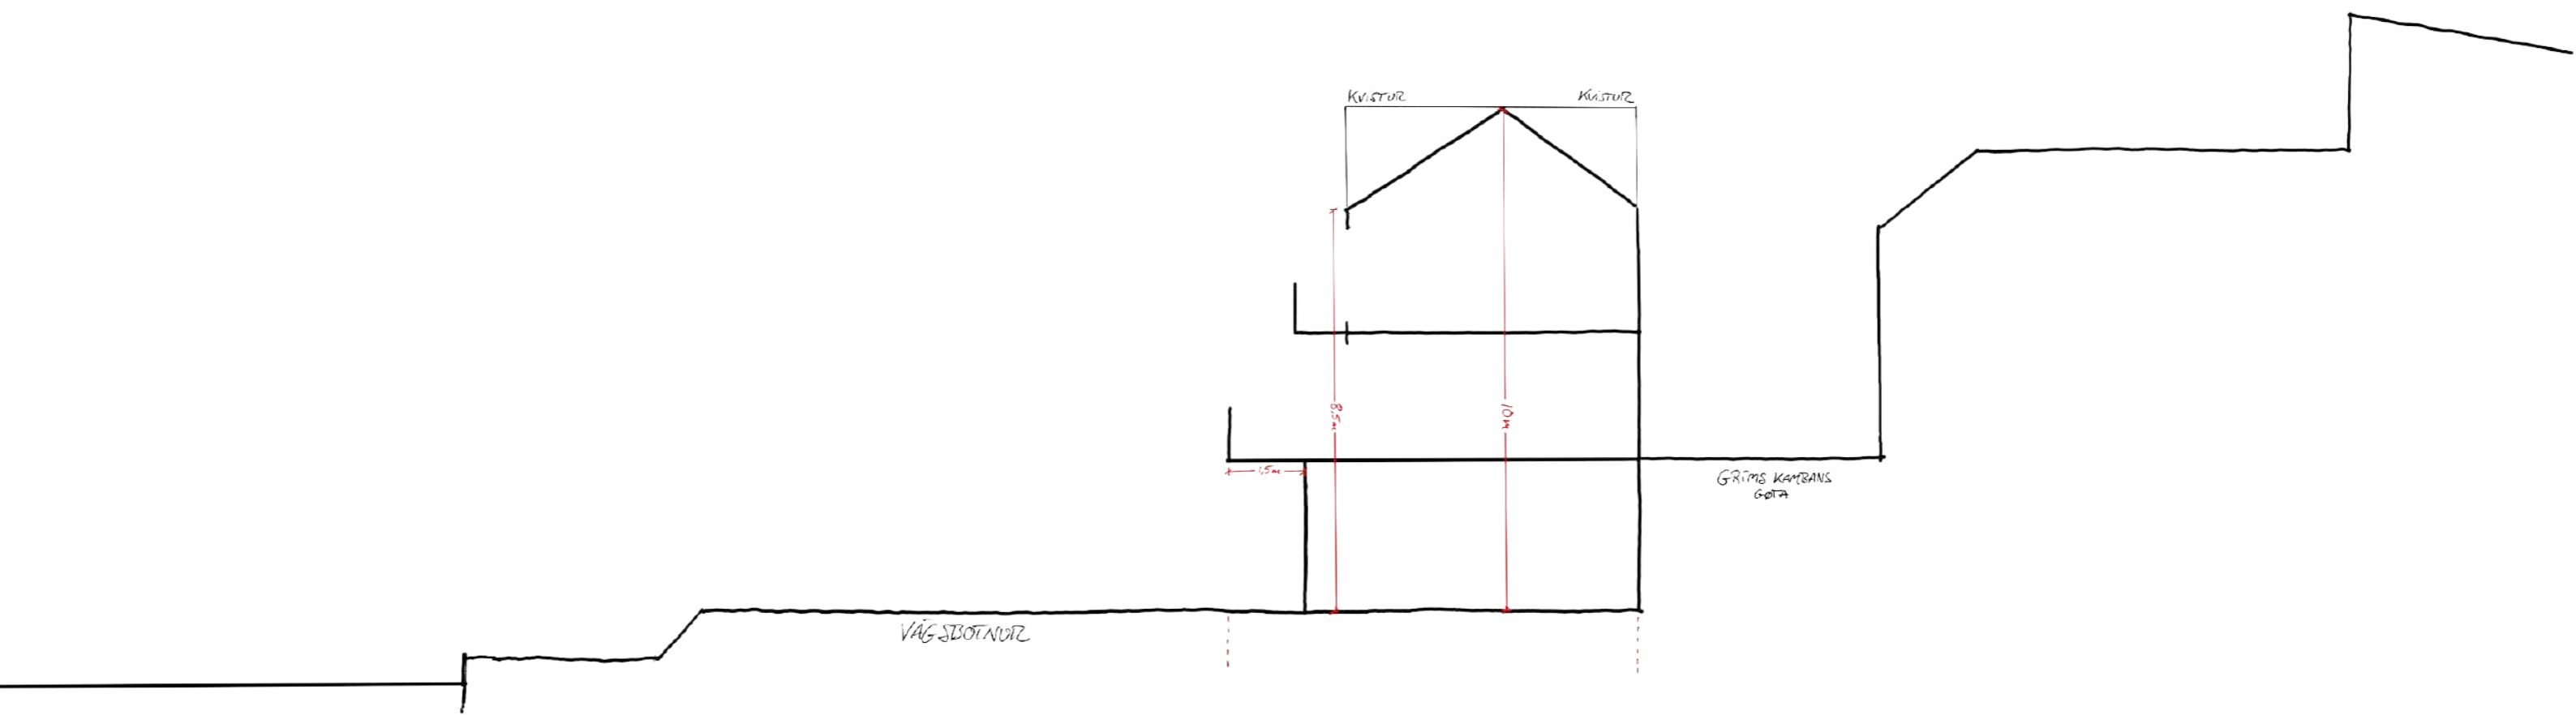 KVISTUR
KVISTUR
8,5m
10m
1,5m
GRÍMS KAMBANS
GØTA
VÁGSBOTNUR